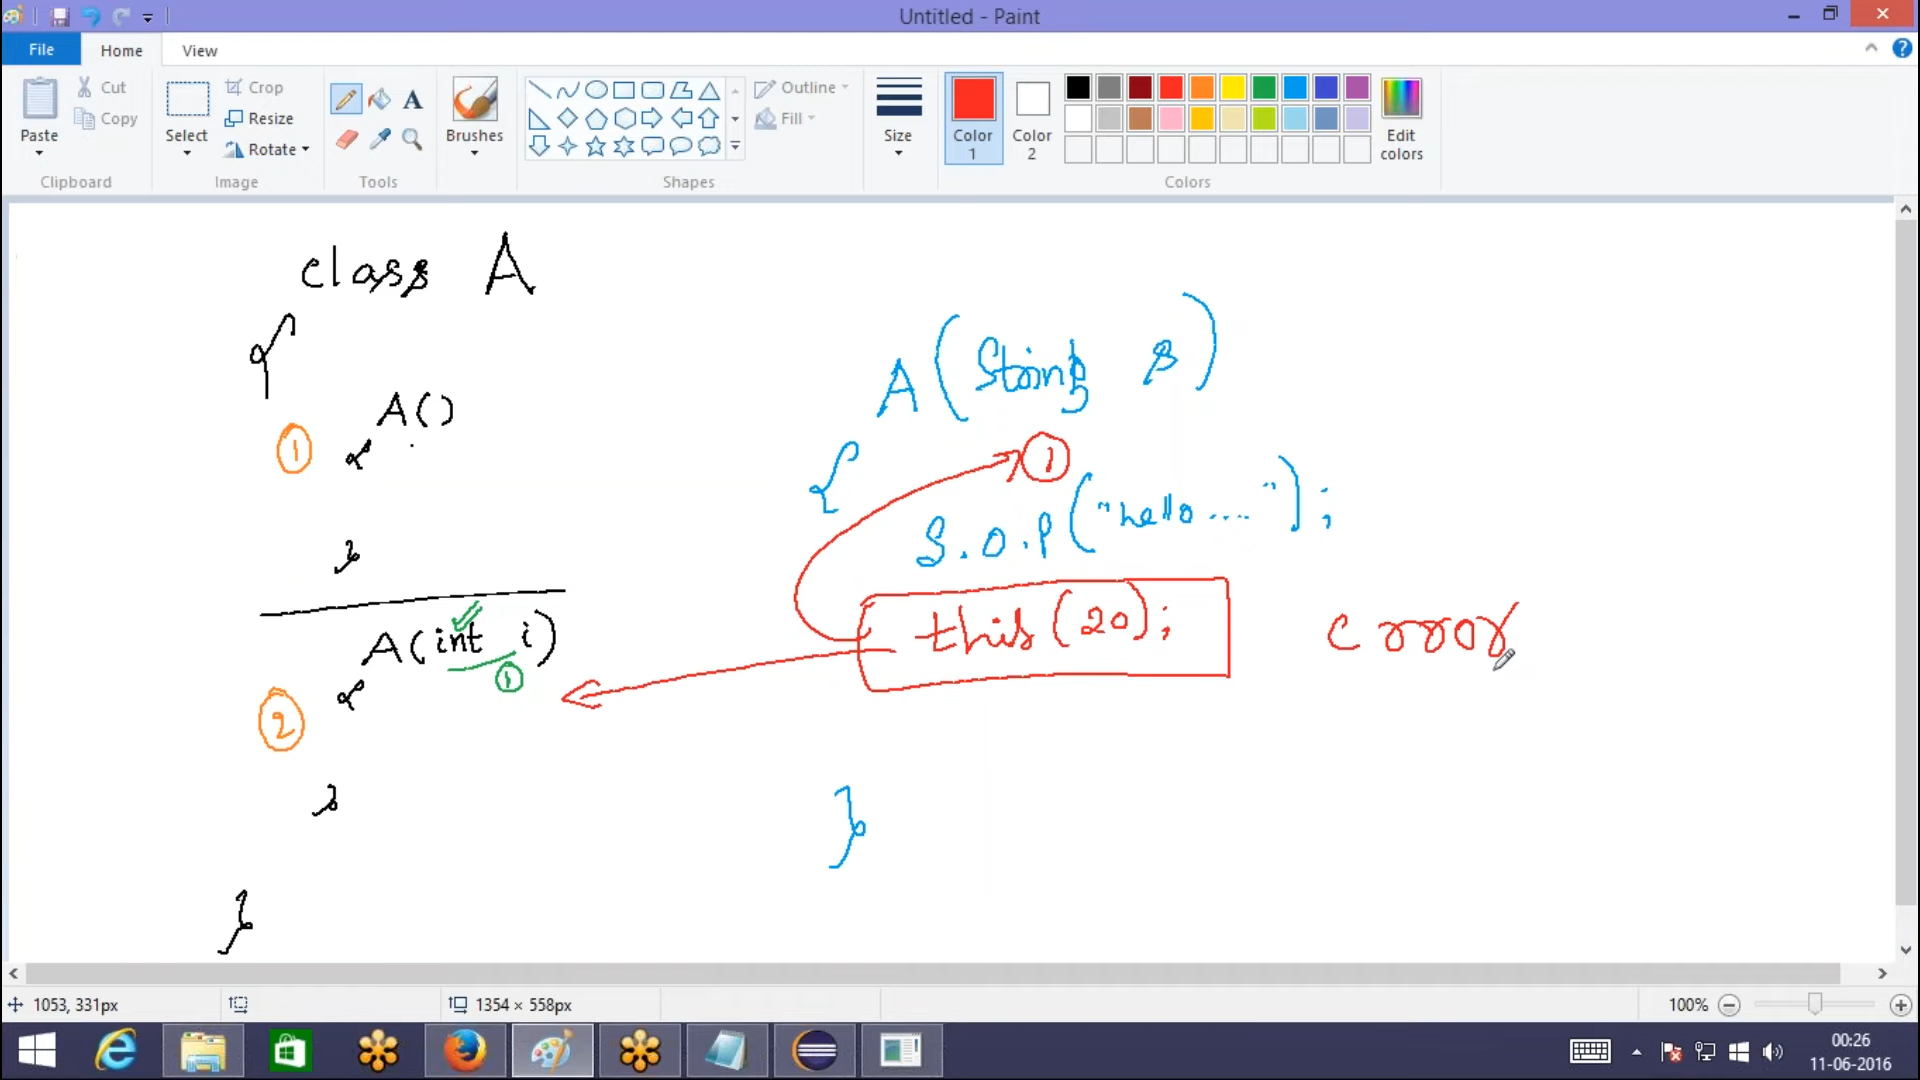 Untitled - Paint
File Home View
Cut
Copy
Paste
Clipboard
Select
Crop
Resize
Rotate
Image
Tools
Brushes
Shapes
Outline
Fill
Size
Color 1
Color 2
Edit colors
Colors
class A
{
A()
1 {
}
A(int i)
1
2 {
}
}
A(String s)
{ 1
S.O.P("hello....");
this(20); error
}
1053, 331px
1354 × 558px
100%
00:26
11-06-2016